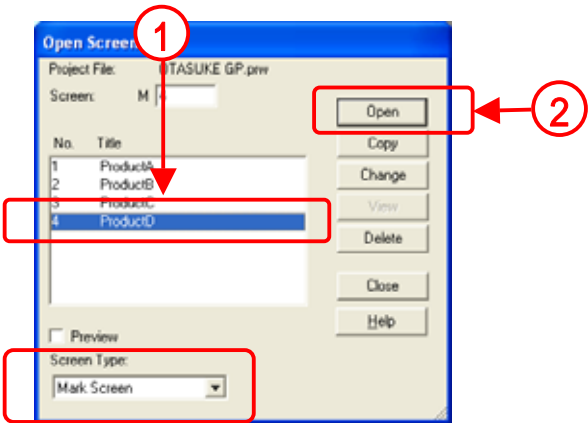 1
Open Screen
Project File: OTASUKE GP.prw
Screen: M 4
Open
2
Copy
No. Title
1 ProductA
2 ProductB
3 ProductC
4 ProductD
Change
View
Delete
Close
Help
Preview
Screen Type:
Mark Screen